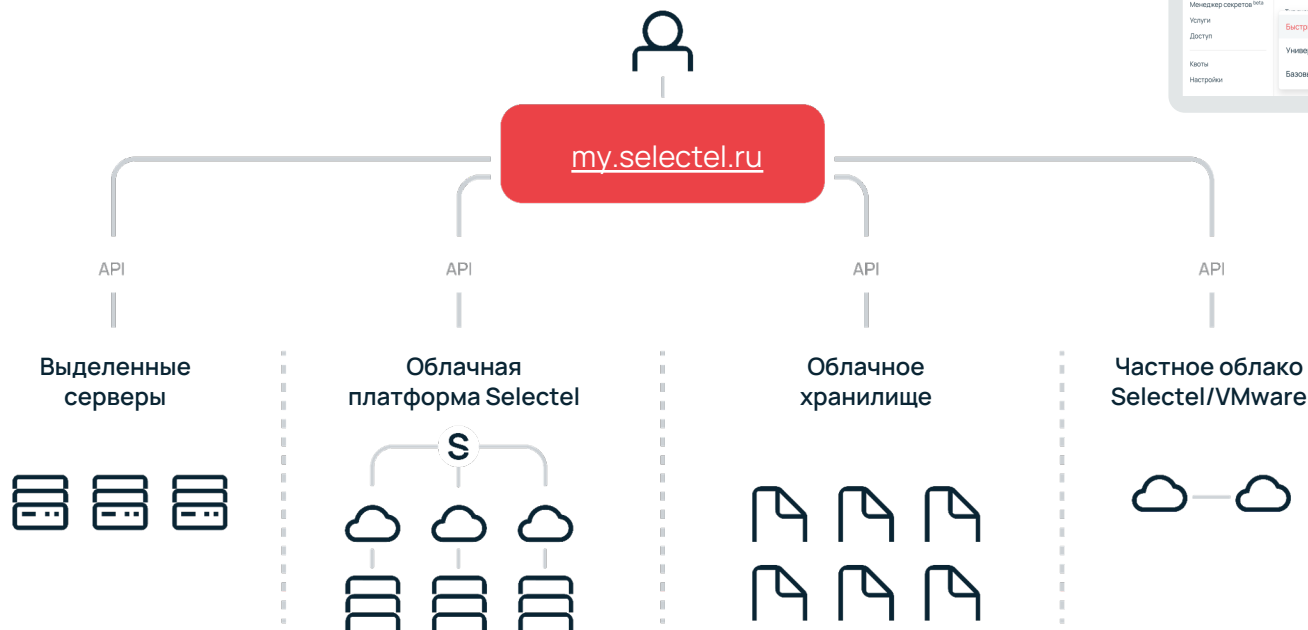 Менеджер секретов beta
Услуги
Доступ
Квоты
Настройки
my.selectel.ru
API
API
API
API
Выделенные
серверы
Облачная
платформа Selectel
Облачное
хранилище
Частное облако
Selectel/VMware
S